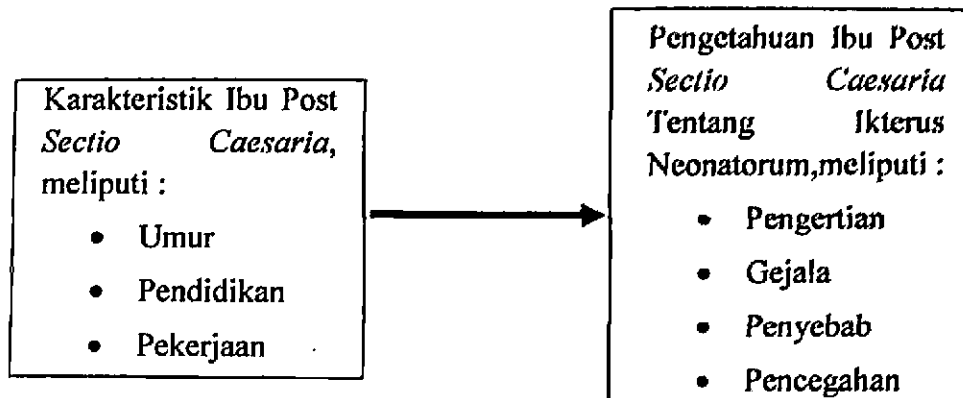 Karakteristik Ibu Post
Sectio Caesaria,
meliputi :
• Umur
• Pendidikan
• Pekerjaan
Pengetahuan Ibu Post
Sectio Caesaria
Tentang Ikterus
Neonatorum,meliputi :
• Pengertian
• Gejala
• Penyebab
• Pencegahan